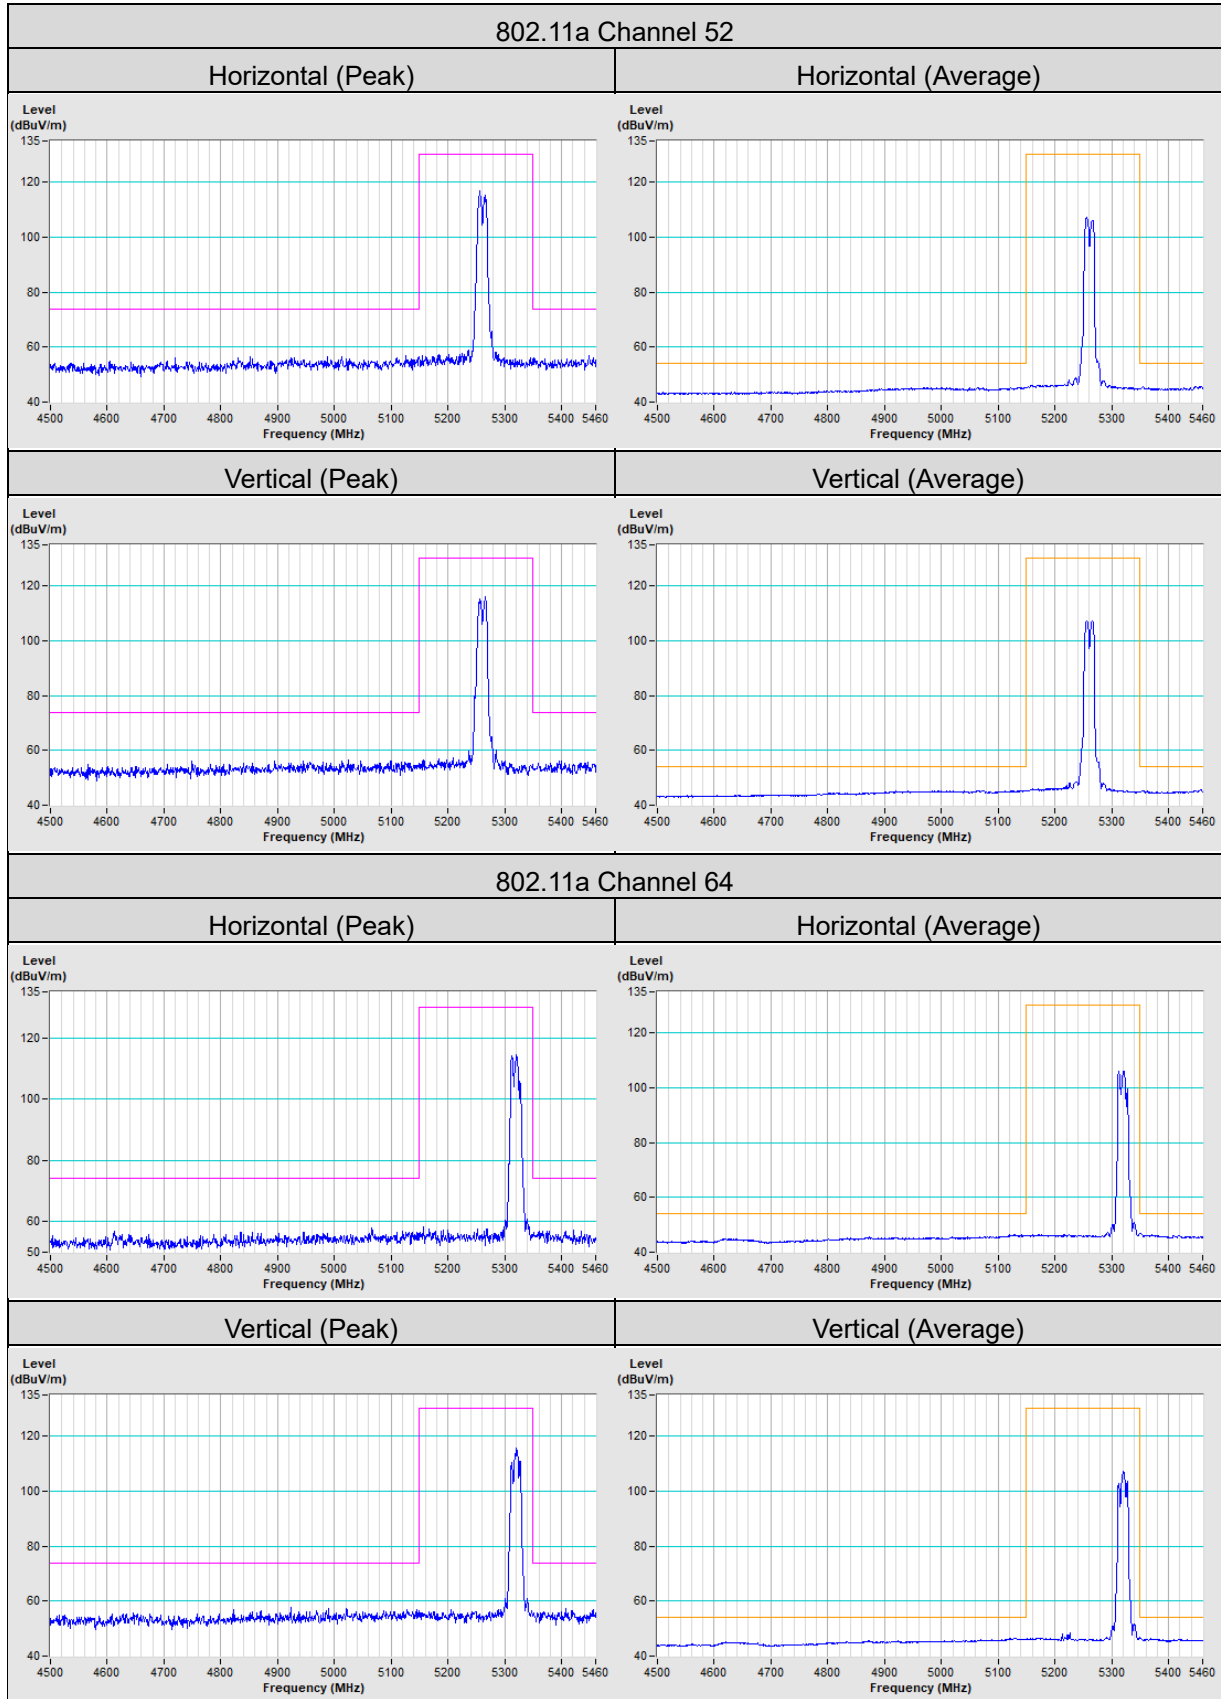 802.11a Channel 52
Horizontal (Peak) Horizontal (Average)
Level Level
(dBuV/m) (dBuV/m)
135 135
120 120
100 100
80 80
60 60
40 40
4500 4600 4700 4800 4900 5000 5100 5200 5300 5400 5460 4500 4600 4700 4800 4900 5000 5100 5200 5300 5400 5460
Frequency (MHz) Frequency (MHz)
Vertical (Peak) Vertical (Average)
Level Level
(dBuV/m) (dBuV/m)
135 135
120 120
100 100
80 80
60 60
40 40
4500 4600 4700 4800 4900 5000 5100 5200 5300 5400 5460 4500 4600 4700 4800 4900 5000 5100 5200 5300 5400 5460
Frequency (MHz) Frequency (MHz)
802.11a Channel 64
Horizontal (Peak) Horizontal (Average)
Level Level
(dBuV/m) (dBuV/m)
135 135
120 120
100 100
80 80
60 60
50 40
4500 4600 4700 4800 4900 5000 5100 5200 5300 5400 5460 4500 4600 4700 4800 4900 5000 5100 5200 5300 5400 5460
Frequency (MHz) Frequency (MHz)
Vertical (Peak) Vertical (Average)
Level Level
(dBuV/m) (dBuV/m)
135 135
120 120
100 100
80 80
60 60
40 40
4500 4600 4700 4800 4900 5000 5100 5200 5300 5400 5460 4500 4600 4700 4800 4900 5000 5100 5200 5300 5400 5460
Frequency (MHz) Frequency (MHz)